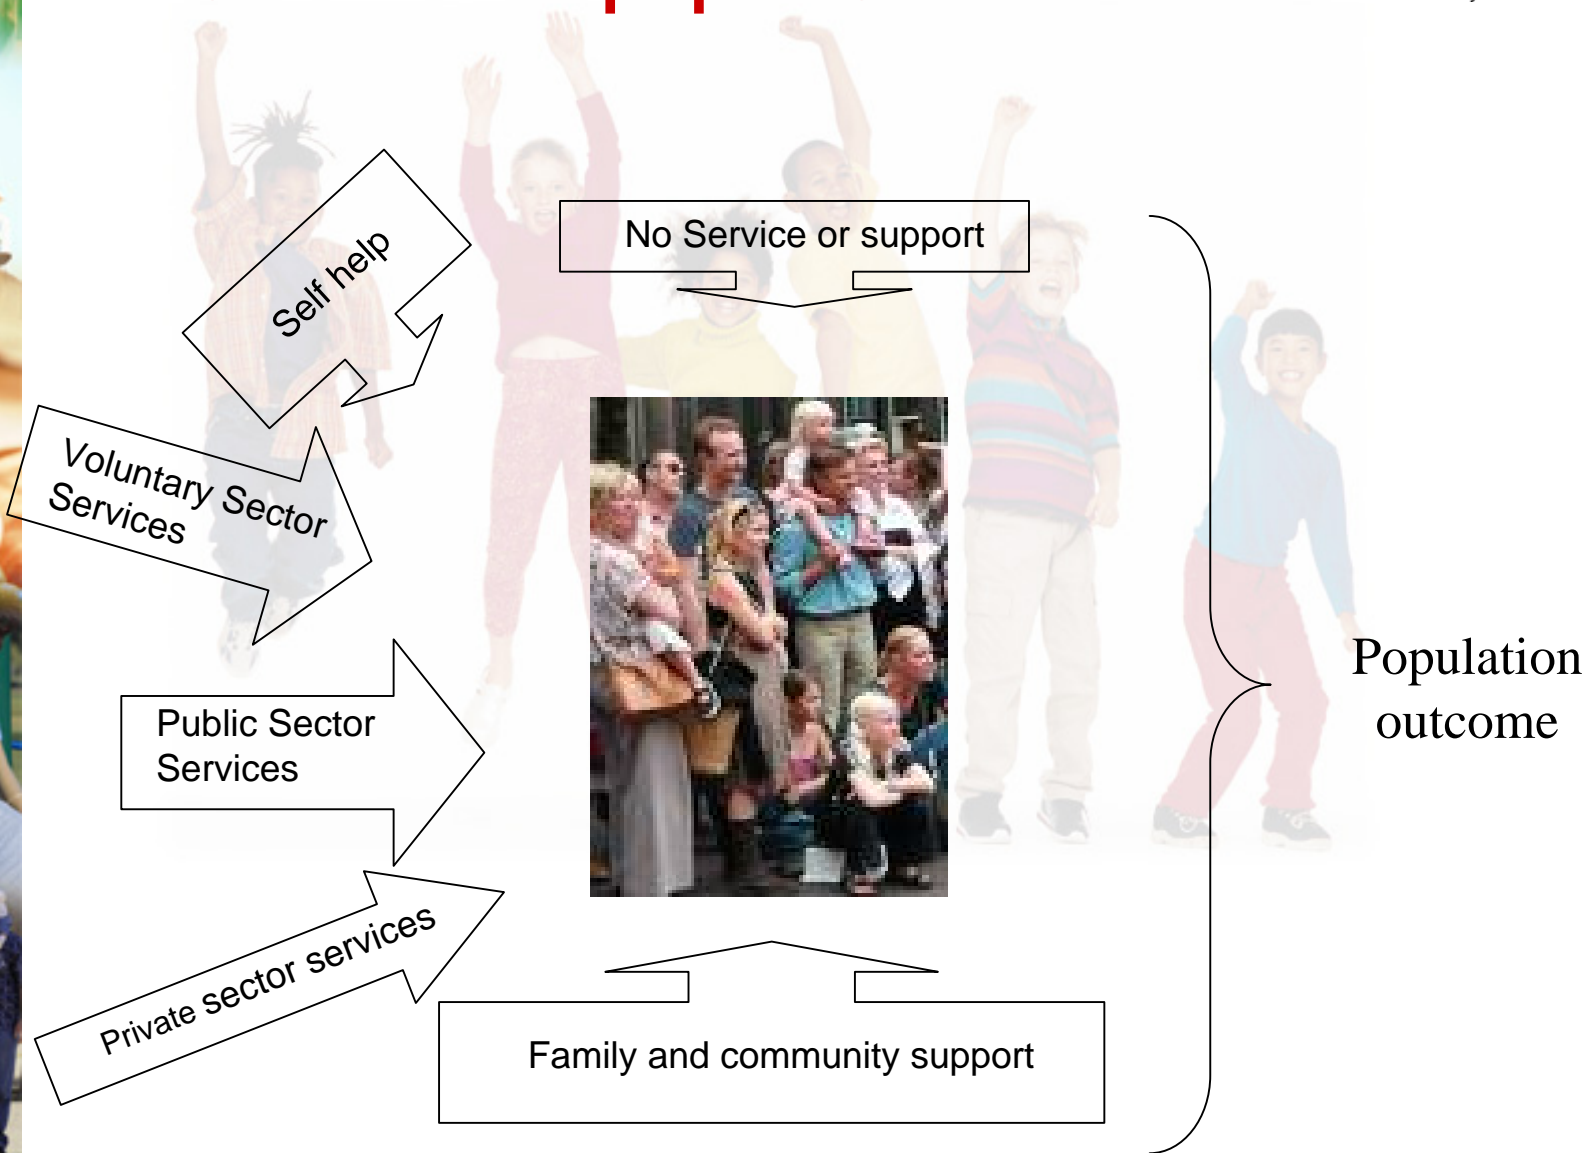 No Service or support
Self help
Voluntary Sector
Services
Public Sector
Services
Private sector services
Family and community support
Population
outcome